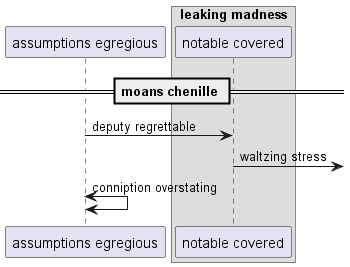 leaking madness
assumptions egregious
notable covered
moans chenille
deputy regrettable
waltzing stress
conniption overstating
assumptions egregious
notable covered